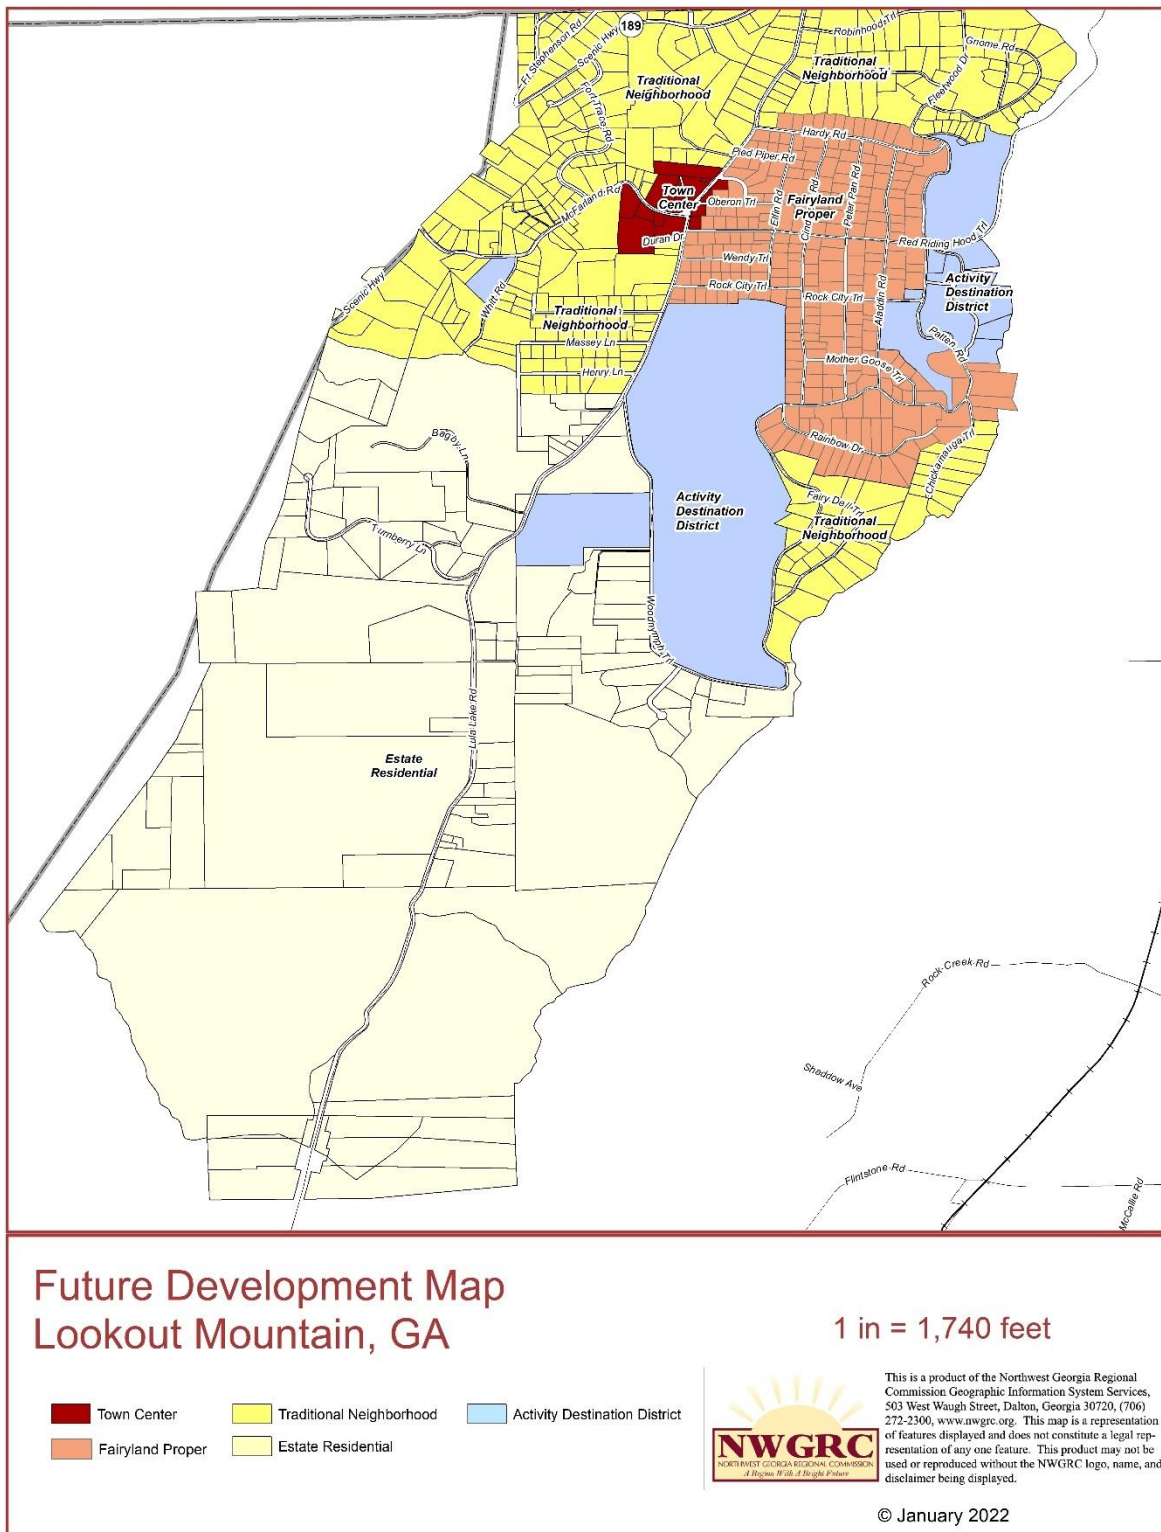 189
Robinhood Trl
Gnome Rd
Ft Stephenson Rd
Scenic Hwy
Traditional
Neighborhood
Traditional
Neighborhood
Fleetwood Dr
Fort Trace Rd
Hardy Rd
Pied Piper Rd
McFarland Rd
Town
Center
Oberon Trl
Elfin Rd
Peter Pan Rd
Fairyland
Proper
Duran Dr
Red Riding Hood Trl
Wendy Trl
Scenic Hwy
Whitt Rd
Rock City Trl
Rock City Trl
Aladdin Rd
Activity
Destination
District
Traditional
Neighborhood
Massey Ln
Patten Rd
Henry Ln
Mother Goose Trl
Bagby Ln
Rainbow Dr
Chickamauga Trl
Activity
Destination
District
Fairy Dell Trl
Traditional
Neighborhood
Turnberry Ln
Woodnymph Trl
Lula Lake Rd
Estate
Residential
Rock Creek Rd
Shaddow Ave
Flintstone Rd
McCallie Rd
Future Development Map
Lookout Mountain, GA
1 in = 1,740 feet
Town Center
Traditional Neighborhood
Activity Destination District
Fairyland Proper
Estate Residential
NWGRC
NORTHWEST GEORGIA REGIONAL COMMISSION
A Region With A Bright Future
This is a product of the Northwest Georgia Regional
Commission Geographic Information System Services,
503 West Waugh Street, Dalton, Georgia 30720, (706)
272-2300, www.nwgrc.org. This map is a representation
of features displayed and does not constitute a legal rep-
resentation of any one feature. This product may not be
used or reproduced without the NWGRC logo, name, and
disclaimer being displayed.
© January 2022